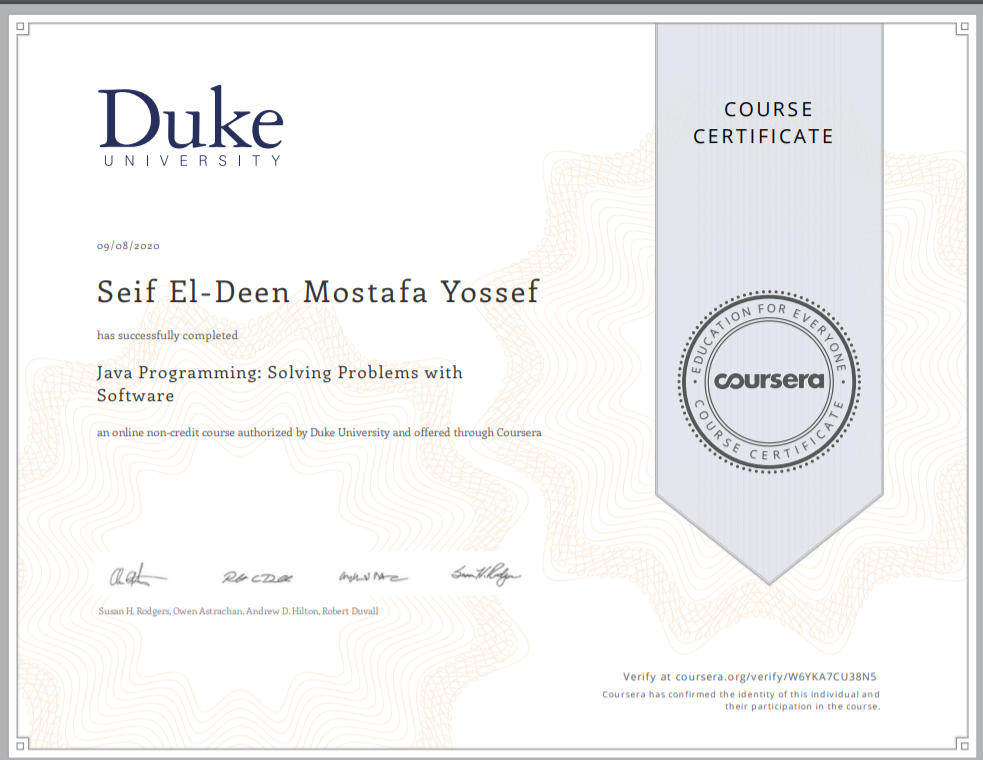 Duke
UNIVERSITY
COURSE
CERTIFICATE
09/08/2020
Seif El-Deen Mostafa Yossef
has successfully completed
Java Programming: Solving Problems with
Software
an online non-credit course authorized by Duke University and offered through Coursera
EDUCATION FOR EVERYONE
coursera
COURSE CERTIFICATE
Susan H. Rodgers, Owen Astrachan, Andrew D. Hilton, Robert Duvall
Verify at coursera.org/verify/W6YKA7CU38N5
Coursera has confirmed the identity of this individual and
their participation in the course.